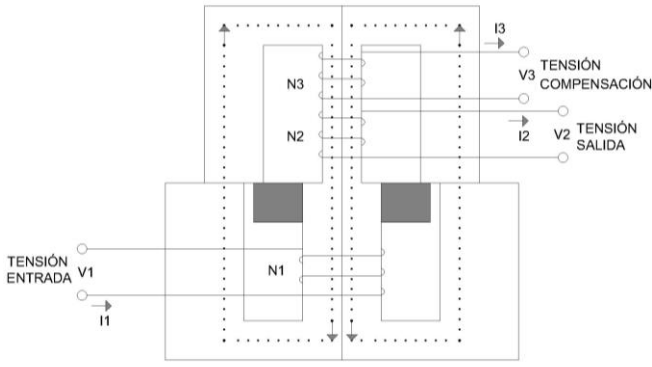 I3
TENSIÓN
V3
COMPENSACIÓN
N3
I2
V2 TENSIÓN
SALIDA
N2
TENSIÓN
V1
ENTRADA
N1
I1